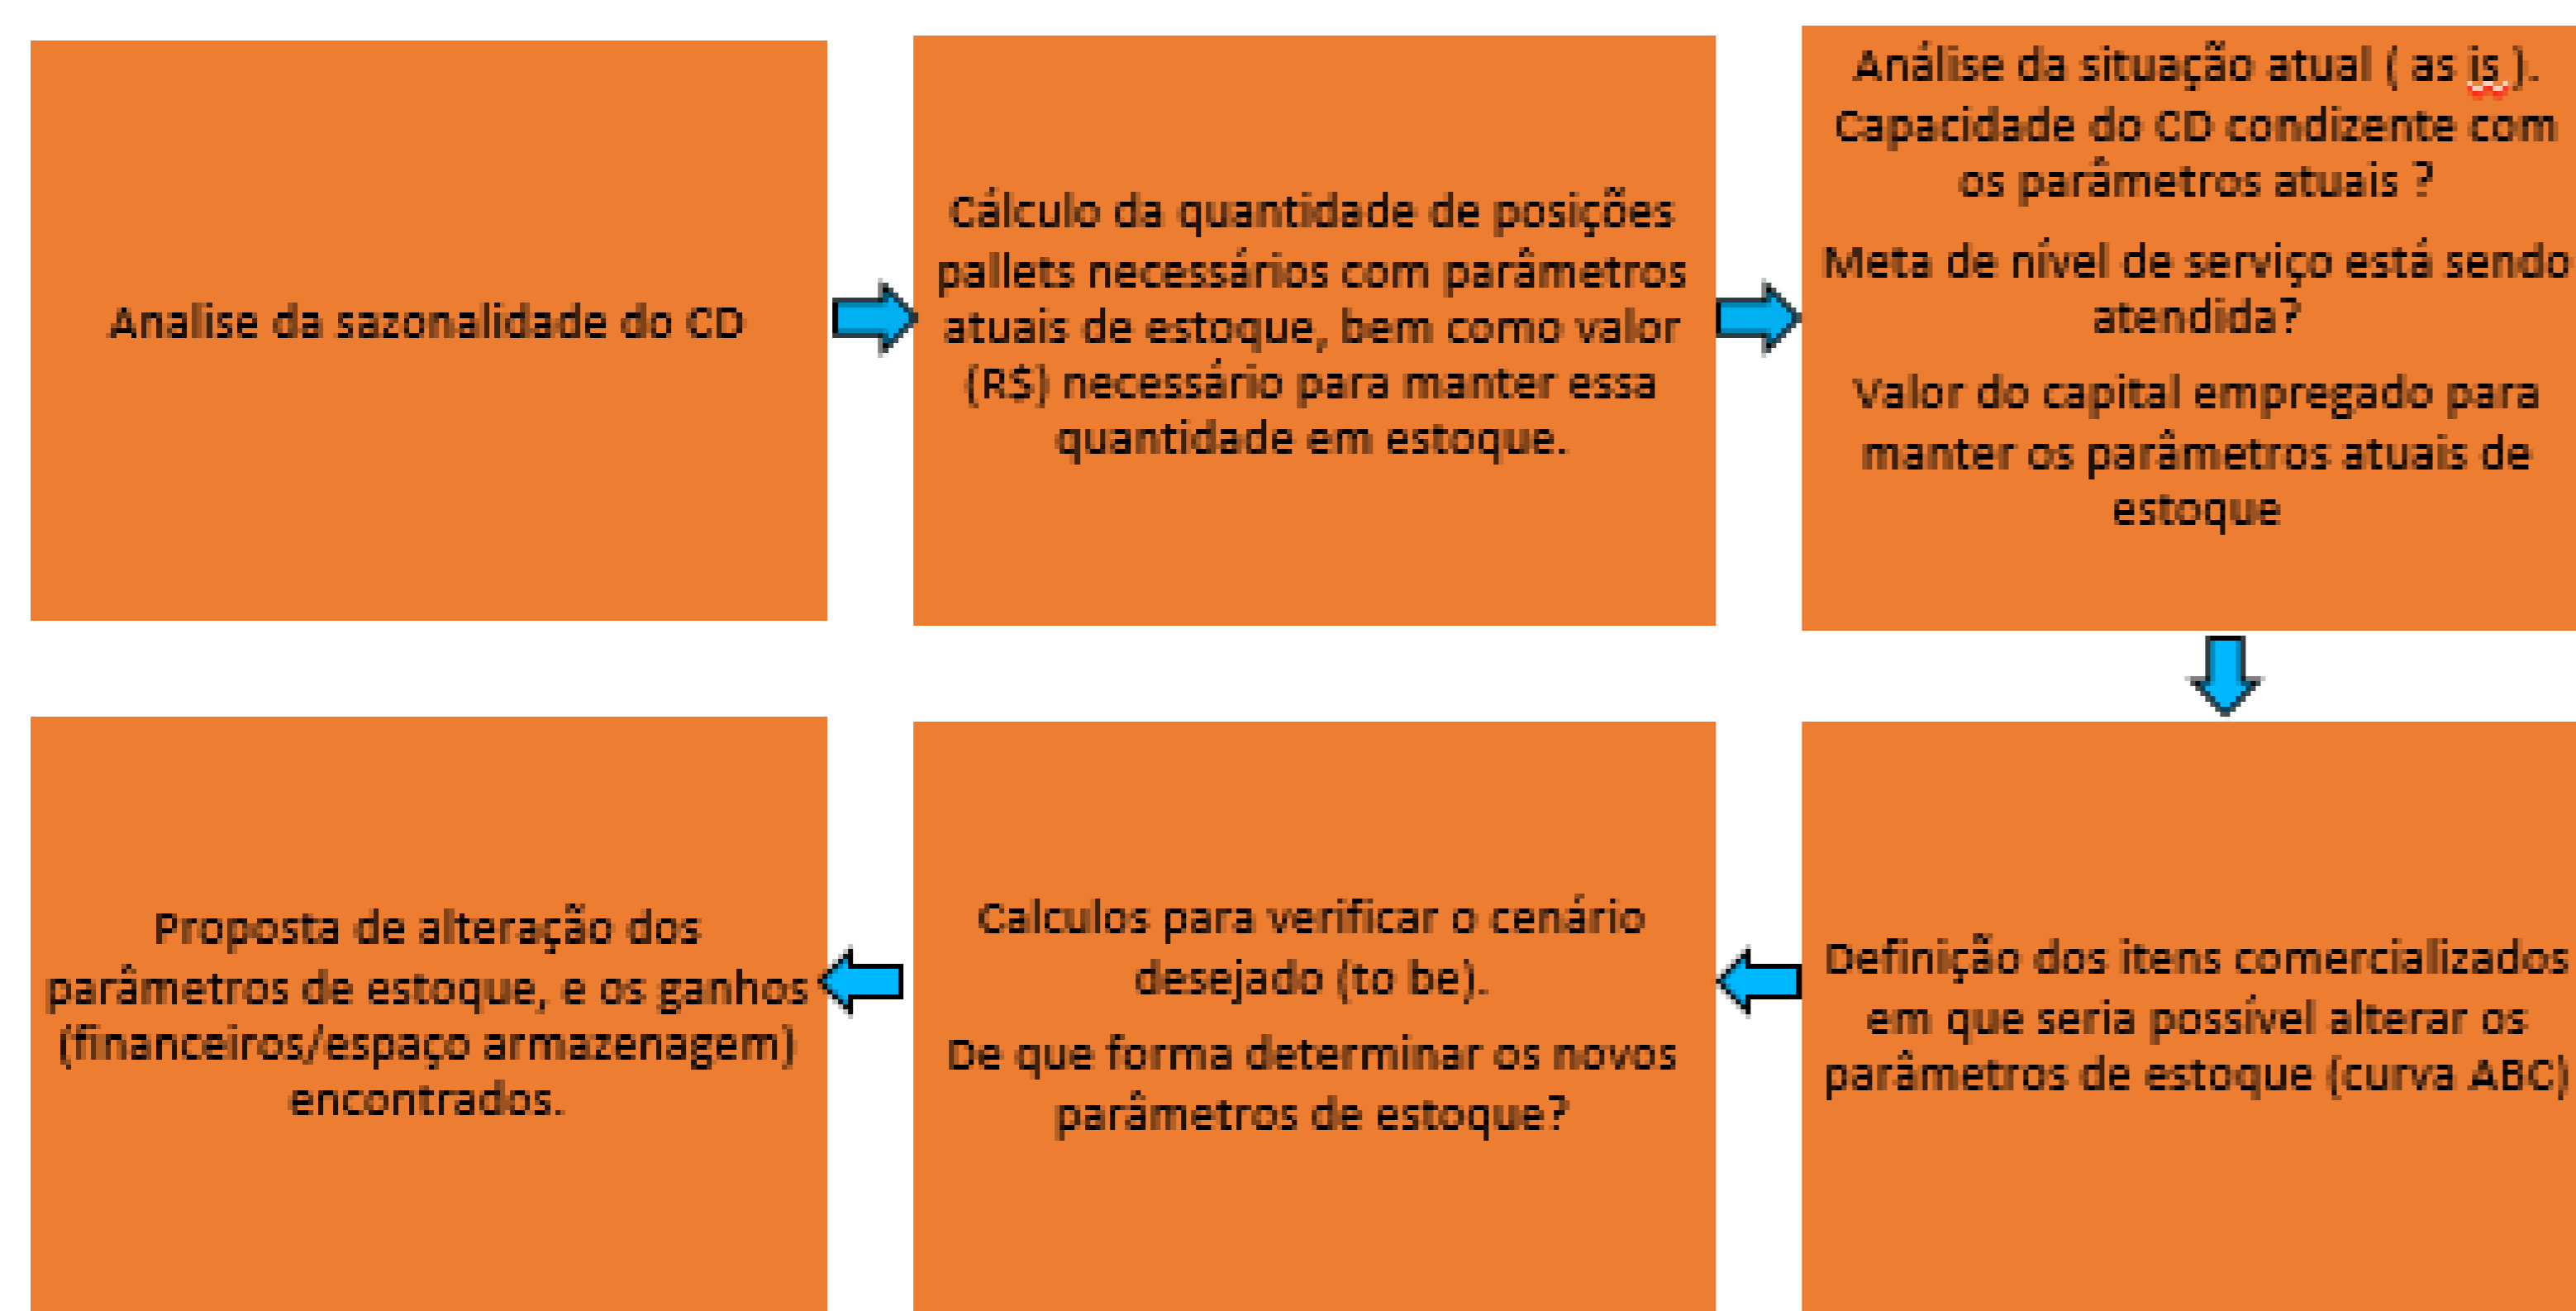 Analise da sazonalidade do CD
Cálculo da quantidade de posições
pallets necessários com parâmetros
atuais de estoque, bem como valor
(R$) necessário para manter essa
quantidade em estoque.
Análise da situação atual ( as is ).
Capacidade do CD condizente com
os parâmetros atuais ?
Meta de nível de serviço está sendo
atendida?
Valor do capital empregado para
manter os parâmetros atuais de
estoque
Definição dos itens comercializados
em que seria possível alterar os
parâmetros de estoque (curva ABC)
Calculos para verificar o cenário
desejado (to be).
De que forma determinar os novos
parâmetros de estoque?
Proposta de alteração dos
parâmetros de estoque, e os ganhos
(financeiros/espaço armazenagem)
encontrados.